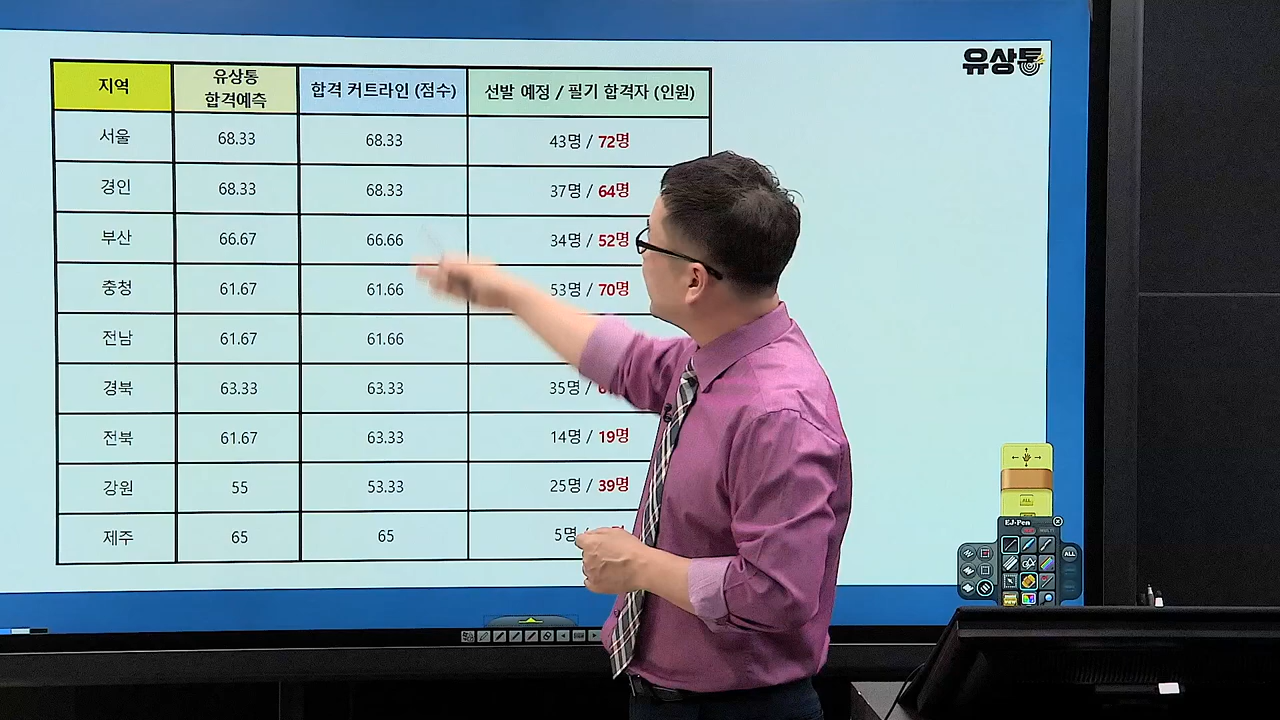 유상통
지역 유상통 합격예측 합격 커트라인 (점수) 선발 예정 / 필기 합격자 (인원)
서울 68.33 68.33 43명 / 72명
경인 68.33 68.33 37명 / 64명
부산 66.67 66.66 34명 / 52명
충청 61.67 61.66 53명 / 70명
전남 61.67 61.66
경북 63.33 63.33 35명 /
전북 61.67 63.33 14명 / 19명
강원 55 53.33 25명 / 39명
제주 65 65 5명
EJ-Pen
ALL
ALL